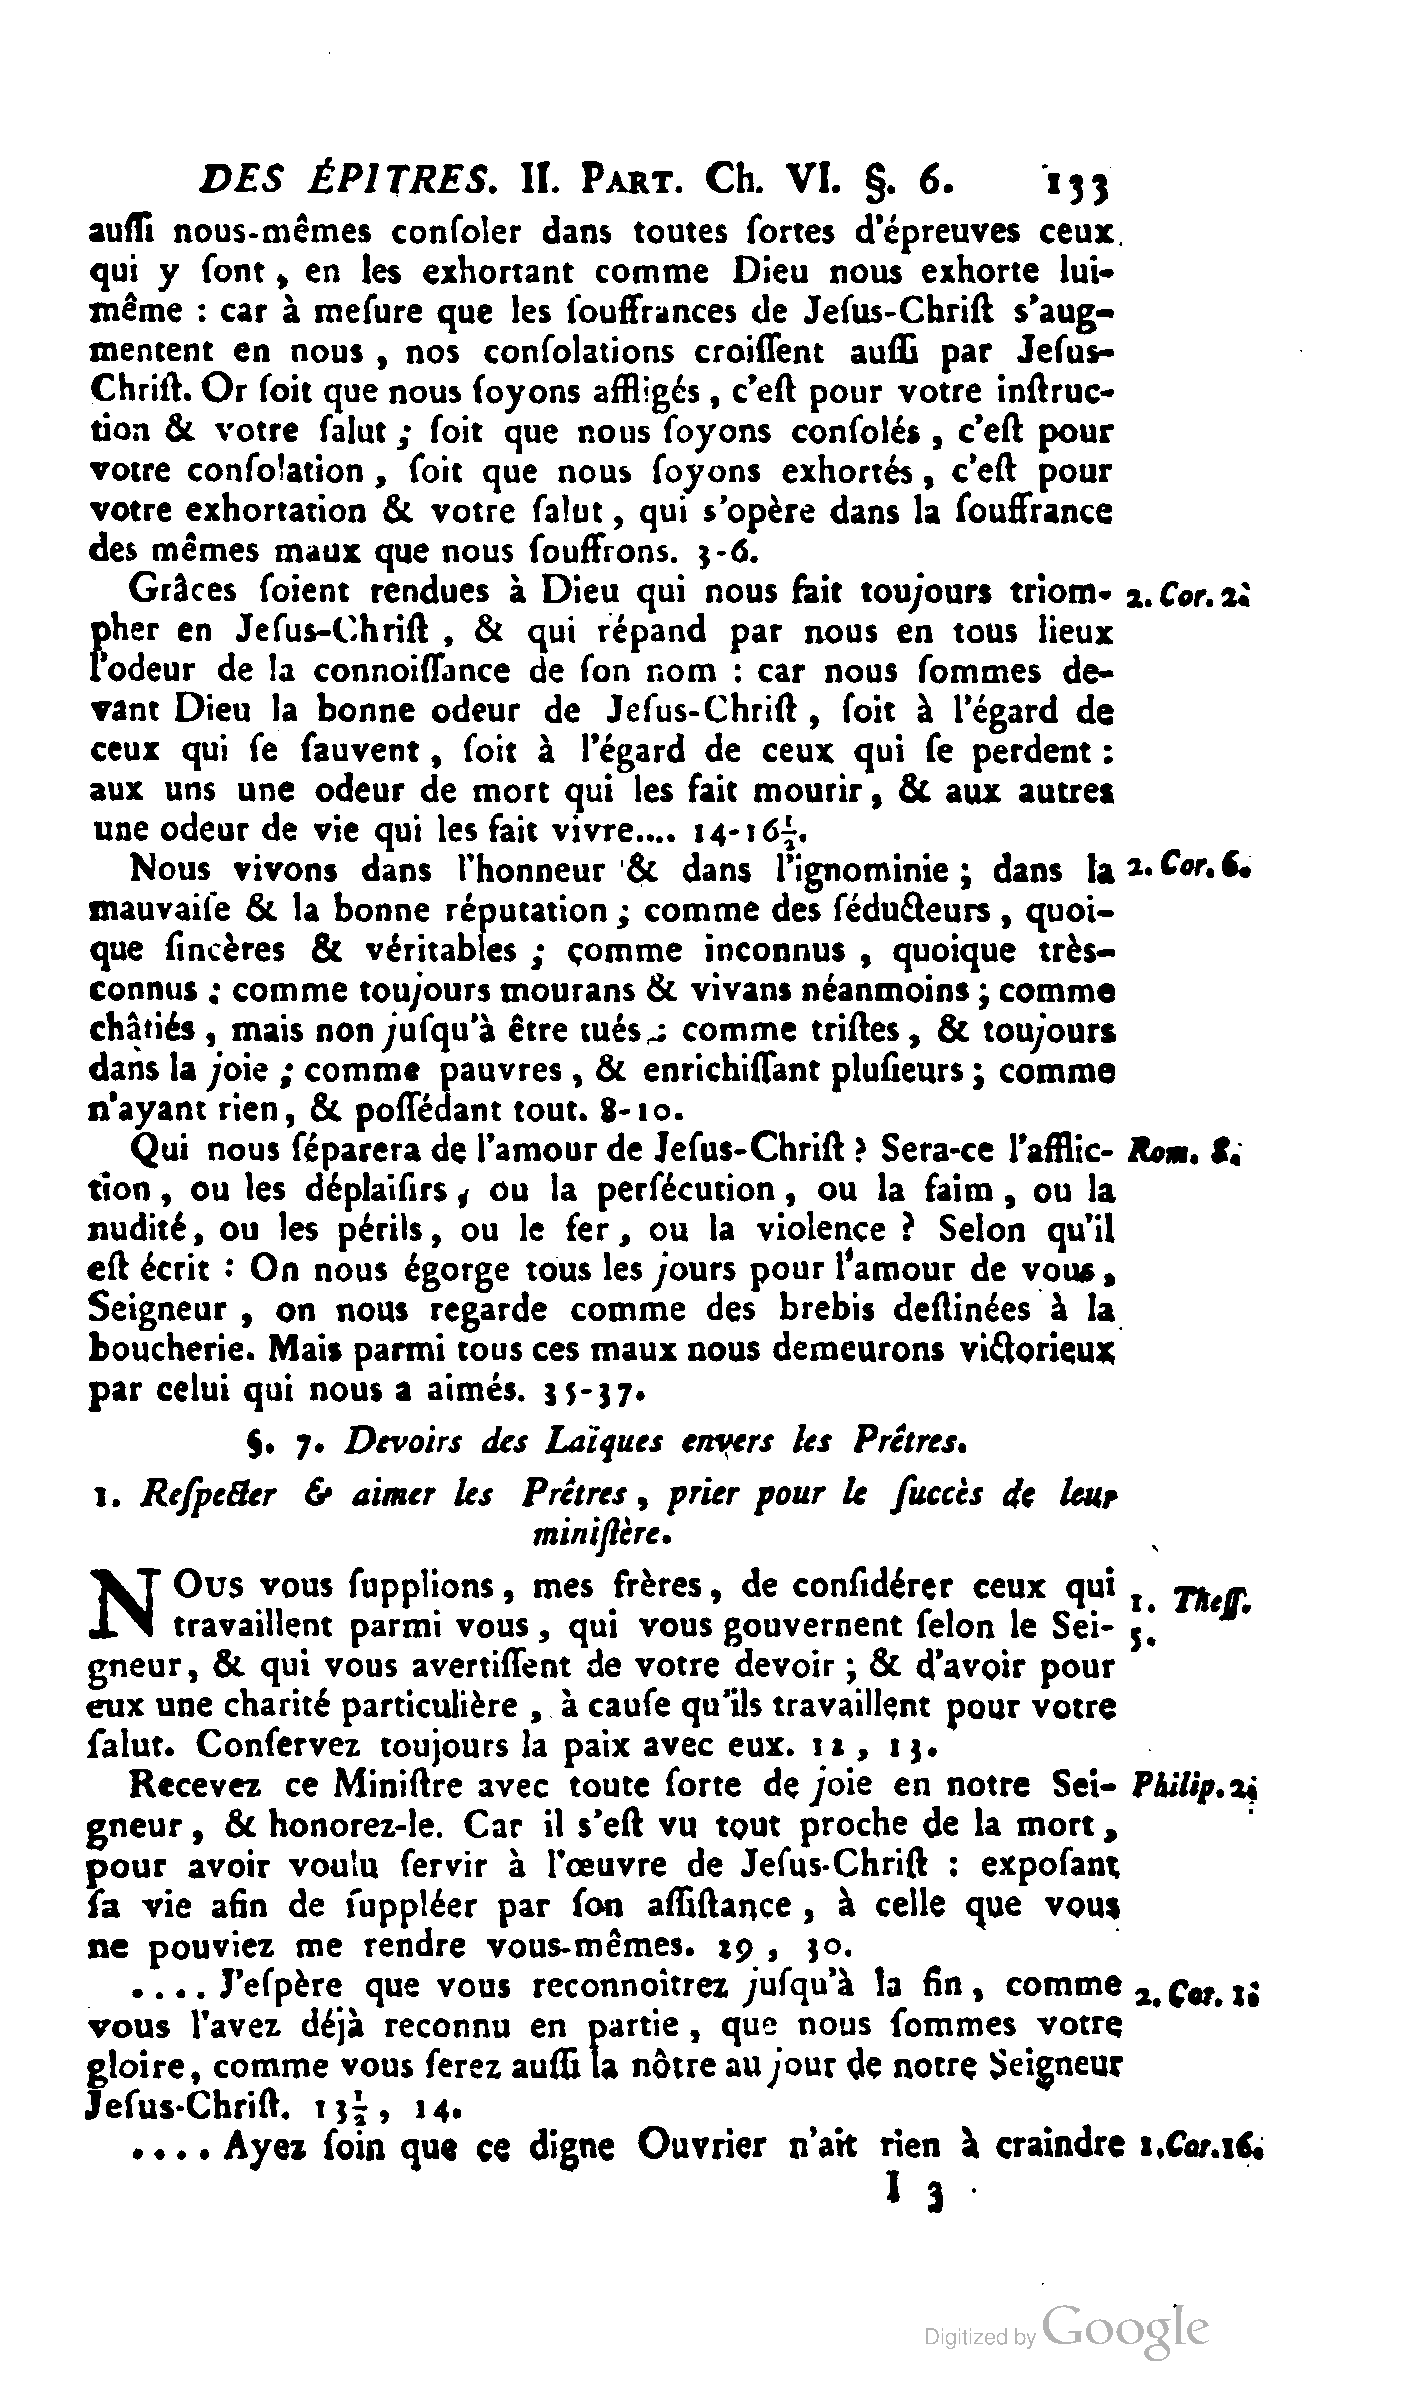 DES ÉPITRES. II. PART. Ch. VI. §. 6. 133
auſſi nous-mêmes conſoler dans toutes ſortes d'épreuves ceux
qui y ſont, en les exhortant comme Dieu nous exhorte lui-
même : car à meſure que les ſouffrances de Jeſus-Chriſt s'aug-
mentent en nous, nos conſolations croiſſent auſſi par Jeſus-
Chriſt. Or ſoit que nous ſoyons affligés, c'eſt pour votre inſtruc-
tion & votre ſalut ; ſoit que nous ſoyons conſolés, c'eſt pour
votre conſolation, ſoit que nous ſoyons exhortés, c'eſt pour
votre exhortation & votre ſalut, qui s'opère dans la ſouffrance
des mêmes maux que nous ſouffrons. 3-6.
Grâces ſoient rendues à Dieu qui nous fait toujours triom- 2. Cor. 2.
pher en Jeſus-Chriſt, & qui répand par nous en tous lieux
l'odeur de la connoiſſance de ſon nom : car nous ſommes de-
vant Dieu la bonne odeur de Jeſus-Chriſt, ſoit à l'égard de
ceux qui ſe ſauvent, ſoit à l'égard de ceux qui ſe perdent :
aux uns une odeur de mort qui les fait mourir, & aux autres
une odeur de vie qui les fait vivre.... 14-16½.
Nous vivons dans l'honneur & dans l'ignominie ; dans la 2. Cor. 6.
mauvaiſe & la bonne réputation ; comme des ſéducteurs, quoi-
que ſincères & véritables ; comme inconnus, quoique très-
connus ; comme toujours mourans & vivans néanmoins ; comme
châtiés, mais non juſqu'à être tués ; comme triſtes, & toujours
dans la joie ; comme pauvres, & enrichiſſant pluſieurs ; comme
n'ayant rien, & poſſédant tout. 8-10.
Qui nous ſéparera de l'amour de Jeſus-Chriſt ? Sera-ce l'afflic- Rom. 8.
tion, ou les déplaiſirs, ou la perſécution, ou la faim, ou la
nudité, ou les périls, ou le fer, ou la violence ? Selon qu'il
eſt écrit : On nous égorge tous les jours pour l'amour de vous,
Seigneur, on nous regarde comme des brebis deſtinées à la
boucherie. Mais parmi tous ces maux nous demeurons victorieux
par celui qui nous a aimés. 35-37.
§. 7. Devoirs des Laïques envers les Prêtres.
1. Reſpecter & aimer les Prêtres, prier pour le ſuccès de leur
miniſtère.
NOUS vous ſupplions, mes frères, de conſidérer ceux qui 1. Theſſ.
travaillent parmi vous, qui vous gouvernent ſelon le Sei- 5.
gneur, & qui vous avertiſſent de votre devoir ; & d'avoir pour
eux une charité particulière, à cauſe qu'ils travaillent pour votre
ſalut. Conſervez toujours la paix avec eux. 12, 13.
Recevez ce Miniſtre avec toute ſorte de joie en notre Sei- Philip. 2.
gneur, & honorez-le. Car il s'eſt vu tout proche de la mort,
pour avoir voulu ſervir à l'œuvre de Jeſus-Chriſt : expoſant
ſa vie afin de ſuppléer par ſon aſſiſtance, à celle que vous
ne pouviez me rendre vous-mêmes. 29, 30.
.... J'eſpère que vous reconnoîtrez juſqu'à la fin, comme 2. Cor. 1.
vous l'avez déjà reconnu en partie, que nous ſommes votre
gloire, comme vous ſerez auſſi la nôtre au jour de notre Seigneur
Jeſus-Chriſt. 13½, 14.
.... Ayez ſoin que ce digne Ouvrier n'ait rien à craindre 1. Cor. 16.
I 3
Digitized by Google